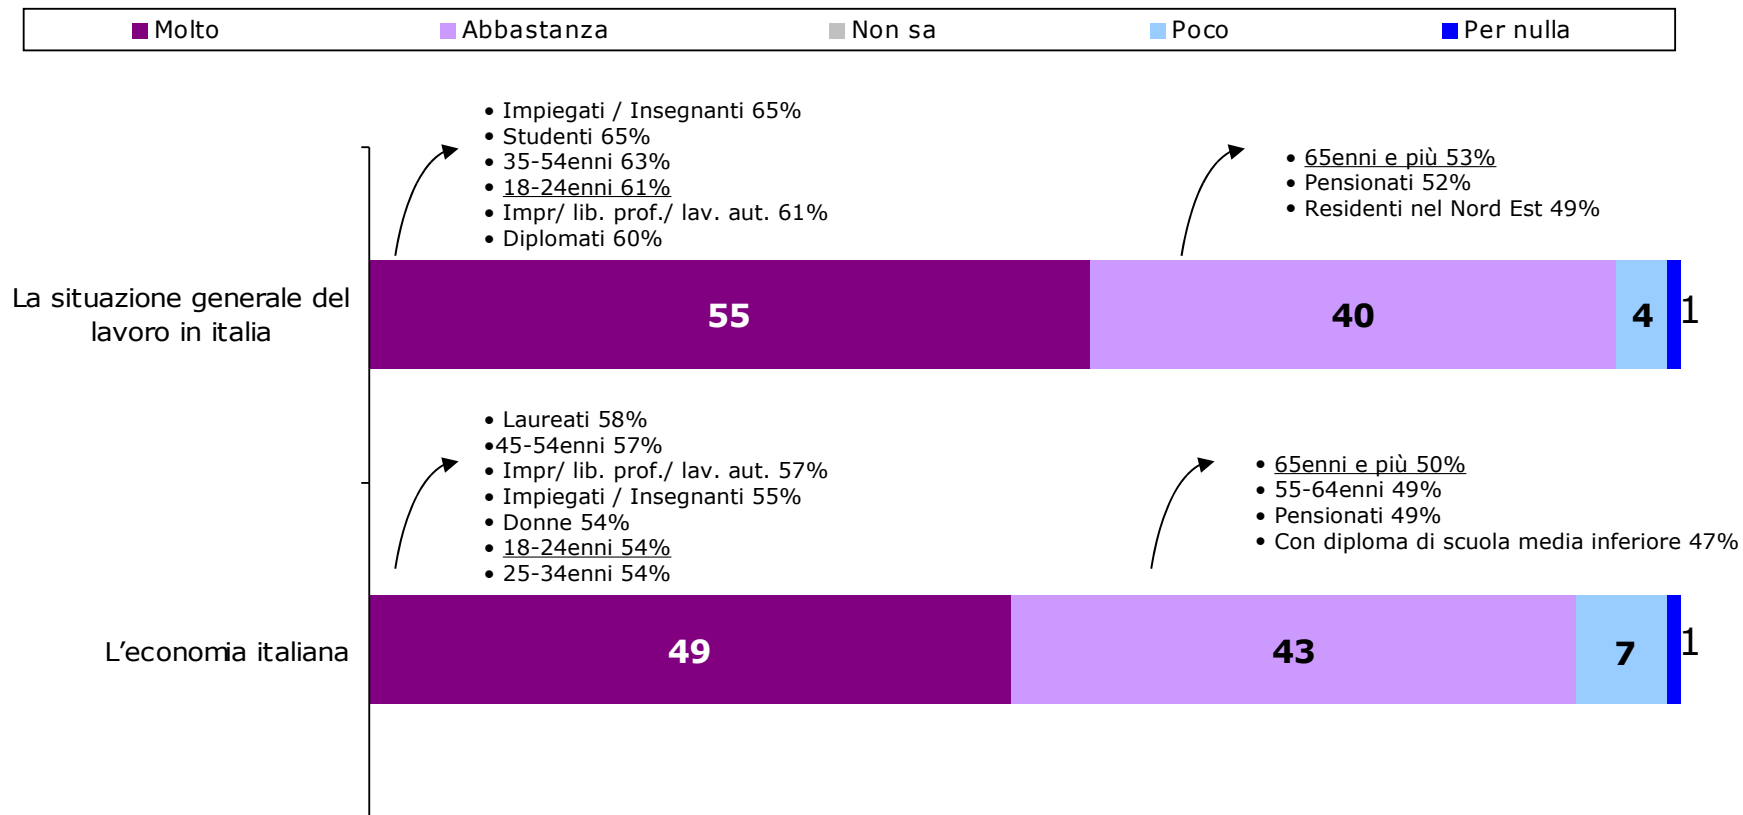 Molto Abbastanza Non sa Poco Per nulla
• Impiegati / Insegnanti 65%
• Studenti 65%
• 35-54enni 63%
• 18-24enni 61%
• Impr/ lib. prof./ lav. aut. 61%
• Diplomati 60%
• 65enni e più 53%
• Pensionati 52%
• Residenti nel Nord Est 49%
La situazione generale del
lavoro in italia
55 40 4 1
• Laureati 58%
•45-54enni 57%
• Impr/ lib. prof./ lav. aut. 57%
• Impiegati / Insegnanti 55%
• Donne 54%
• 18-24enni 54%
• 25-34enni 54%
• 65enni e più 50%
• 55-64enni 49%
• Pensionati 49%
• Con diploma di scuola media inferiore 47%
L’economia italiana
49 43 7 1